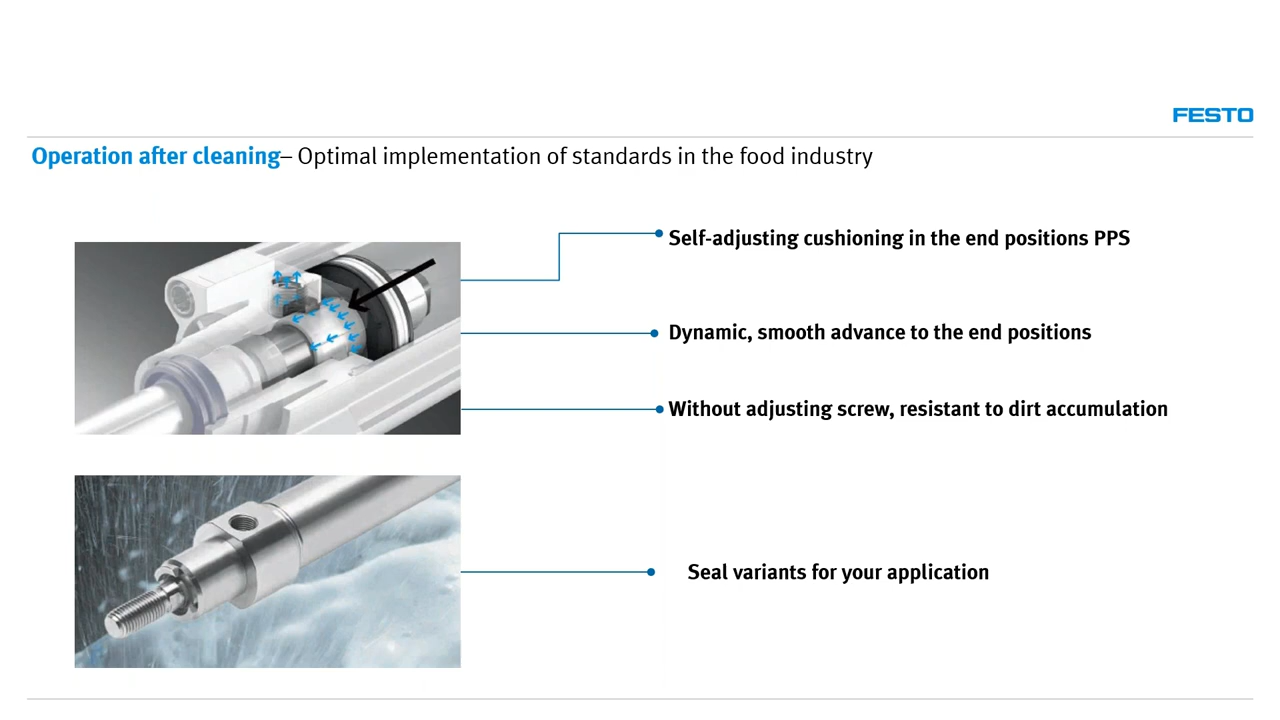 FESTO
Operation after cleaning– Optimal implementation of standards in the food industry
Self-adjusting cushioning in the end positions PPS
Dynamic, smooth advance to the end positions
Without adjusting screw, resistant to dirt accumulation
Seal variants for your application